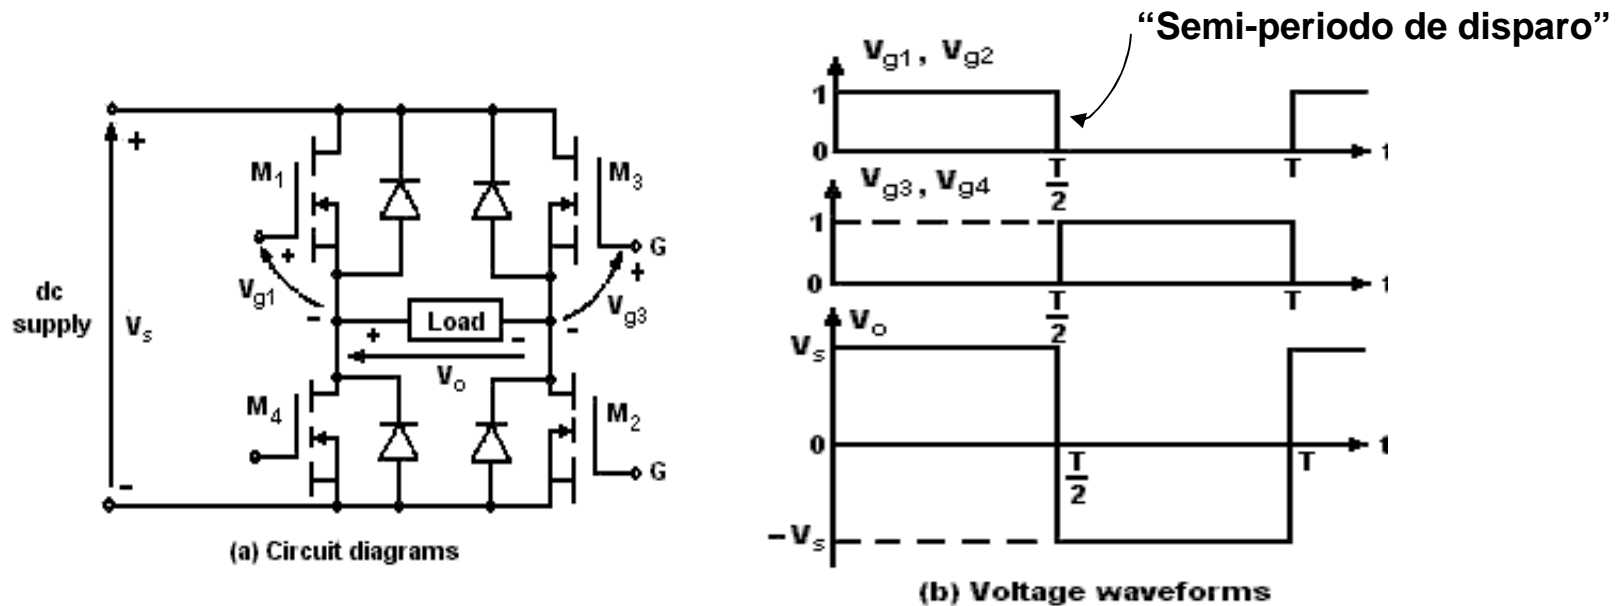 “Semi-periodo de disparo”
dc
supply
Vs
+
-
M1
M3
+
Vg1
-
G
+
Vg3
-
Load
+
-
Vo
M4
M2
G
(a) Circuit diagrams
Vg1, Vg2
1
0
T/2
T
t
Vg3, Vg4
1
0
T/2
T
t
Vo
Vs
0
T/2
T
t
-Vs
(b) Voltage waveforms